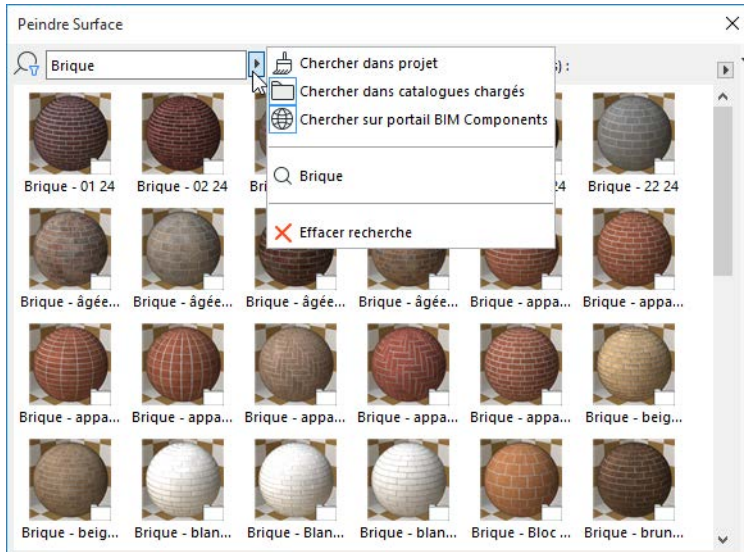 Peindre Surface
Brique
) :
Chercher dans projet
Chercher dans catalogues chargés
Chercher sur portail BIM Components
Brique
Effacer recherche
Brique - 01 24
Brique - 02 24
Bri
24
Brique - 22 24
Brique - âgée...
Brique - âgée...
Brique - âgée...
Brique - âgée...
Brique - appa...
Brique - appa...
Brique - appa...
Brique - appa...
Brique - appa...
Brique - appa...
Brique - appa...
Brique - beig...
Brique - beig...
Brique - blan...
Brique - Blan...
Brique - blan...
Brique - Bloc ...
Brique - brun...